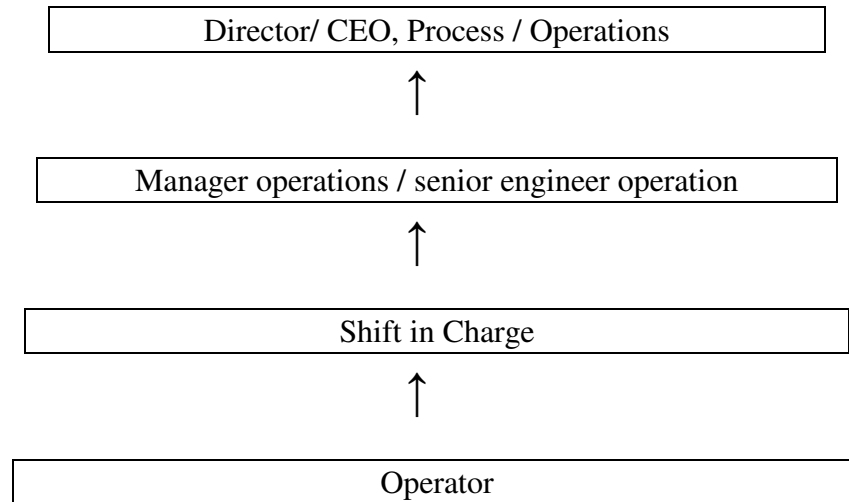 Director/ CEO, Process / Operations
Manager operations / senior engineer operation
Shift in Charge
Operator